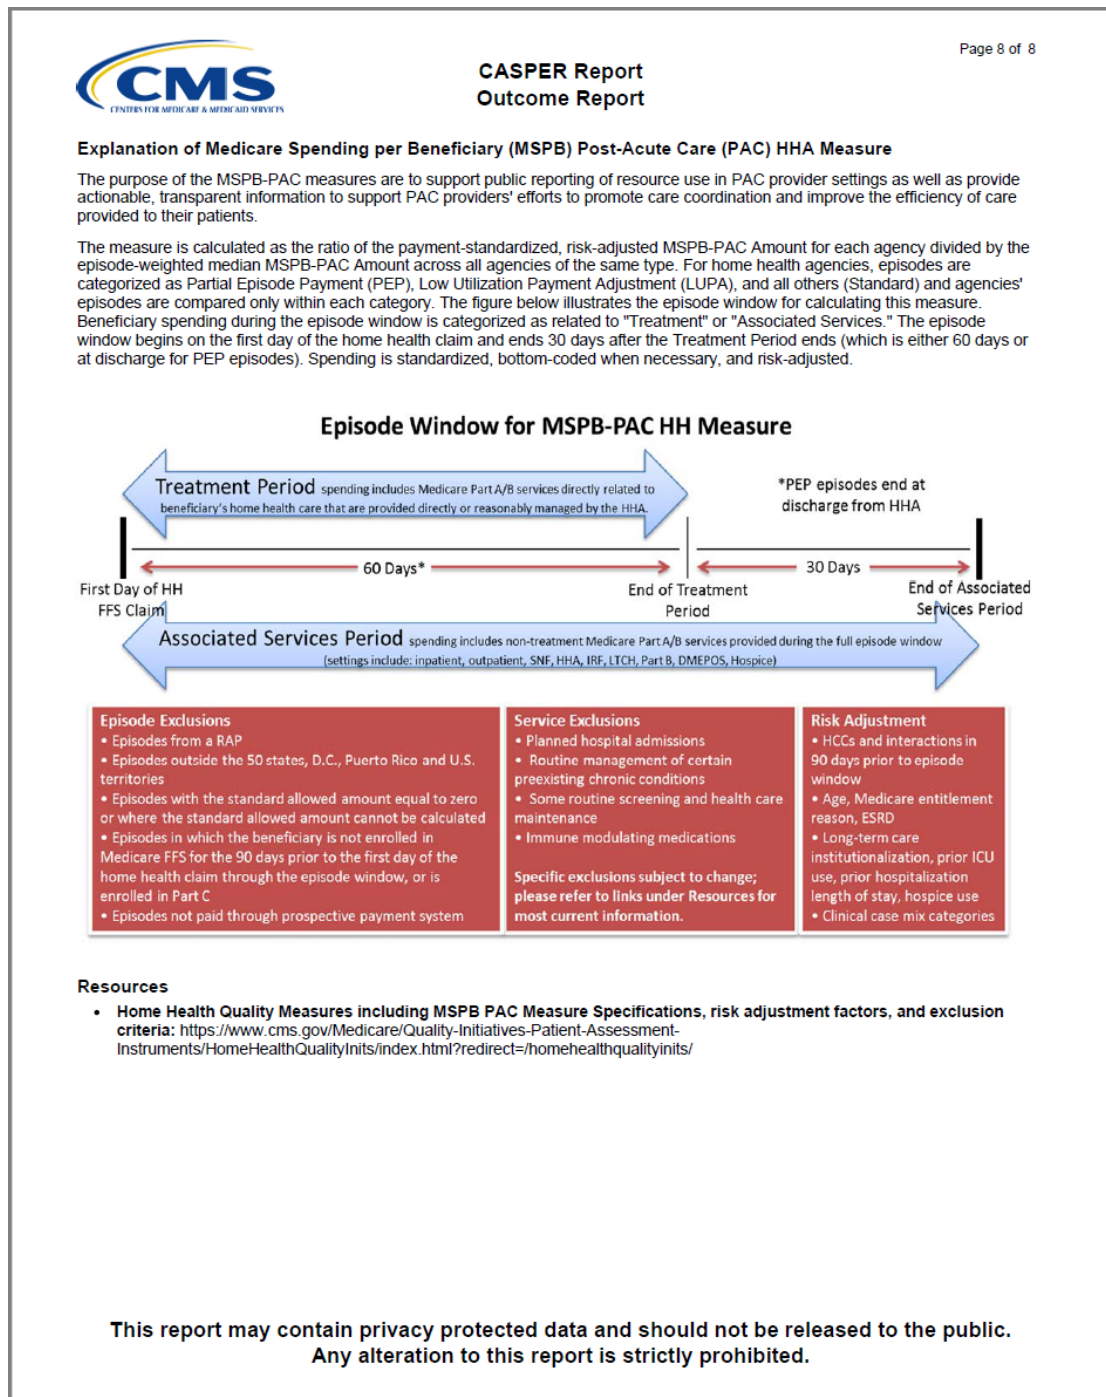 Page 8 of 8
CMS
CENTERS FOR MEDICARE & MEDICAID SERVICES
CASPER Report
Outcome Report
Explanation of Medicare Spending per Beneficiary (MSPB) Post-Acute Care (PAC) HHA Measure
The purpose of the MSPB-PAC measures are to support public reporting of resource use in PAC provider settings as well as provide
actionable, transparent information to support PAC providers' efforts to promote care coordination and improve the efficiency of care
provided to their patients.
The measure is calculated as the ratio of the payment-standardized, risk-adjusted MSPB-PAC Amount for each agency divided by the
episode-weighted median MSPB-PAC Amount across all agencies of the same type. For home health agencies, episodes are
categorized as Partial Episode Payment (PEP), Low Utilization Payment Adjustment (LUPA), and all others (Standard) and agencies'
episodes are compared only within each category. The figure below illustrates the episode window for calculating this measure.
Beneficiary spending during the episode window is categorized as related to "Treatment" or "Associated Services." The episode
window begins on the first day of the home health claim and ends 30 days after the Treatment Period ends (which is either 60 days or
at discharge for PEP episodes). Spending is standardized, bottom-coded when necessary, and risk-adjusted.
Episode Window for MSPB-PAC HH Measure
Treatment Period spending includes Medicare Part A/B services directly related to
beneficiary's home health care that are provided directly or reasonably managed by the HHA.
*PEP episodes end at
discharge from HHA
60 Days*
30 Days
First Day of HH
FFS Claim
End of Treatment
Period
End of Associated
Services Period
Associated Services Period spending includes non-treatment Medicare Part A/B services provided during the full episode window
(settings include: inpatient, outpatient, SNF, HHA, IRF, LTCH, Part B, DMEPOS, Hospice)
Episode Exclusions
• Episodes from a RAP
• Episodes outside the 50 states, D.C., Puerto Rico and U.S.
territories
• Episodes with the standard allowed amount equal to zero
or where the standard allowed amount cannot be calculated
• Episodes in which the beneficiary is not enrolled in
Medicare FFS for the 90 days prior to the first day of the
home health claim through the episode window, or is
enrolled in Part C
• Episodes not paid through prospective payment system
Service Exclusions
• Planned hospital admissions
• Routine management of certain
preexisting chronic conditions
• Some routine screening and health care
maintenance
• Immune modulating medications
Specific exclusions subject to change;
please refer to links under Resources for
most current information.
Risk Adjustment
• HCCs and interactions in
90 days prior to episode
window
• Age, Medicare entitlement
reason, ESRD
• Long-term care
institutionalization, prior ICU
use, prior hospitalization
length of stay, hospice use
• Clinical case mix categories
Resources
• Home Health Quality Measures including MSPB PAC Measure Specifications, risk adjustment factors, and exclusion
criteria: https://www.cms.gov/Medicare/Quality-Initiatives-Patient-Assessment-
Instruments/HomeHealthQualityInits/index.html?redirect=/homehealthqualityinits/
This report may contain privacy protected data and should not be released to the public.
Any alteration to this report is strictly prohibited.